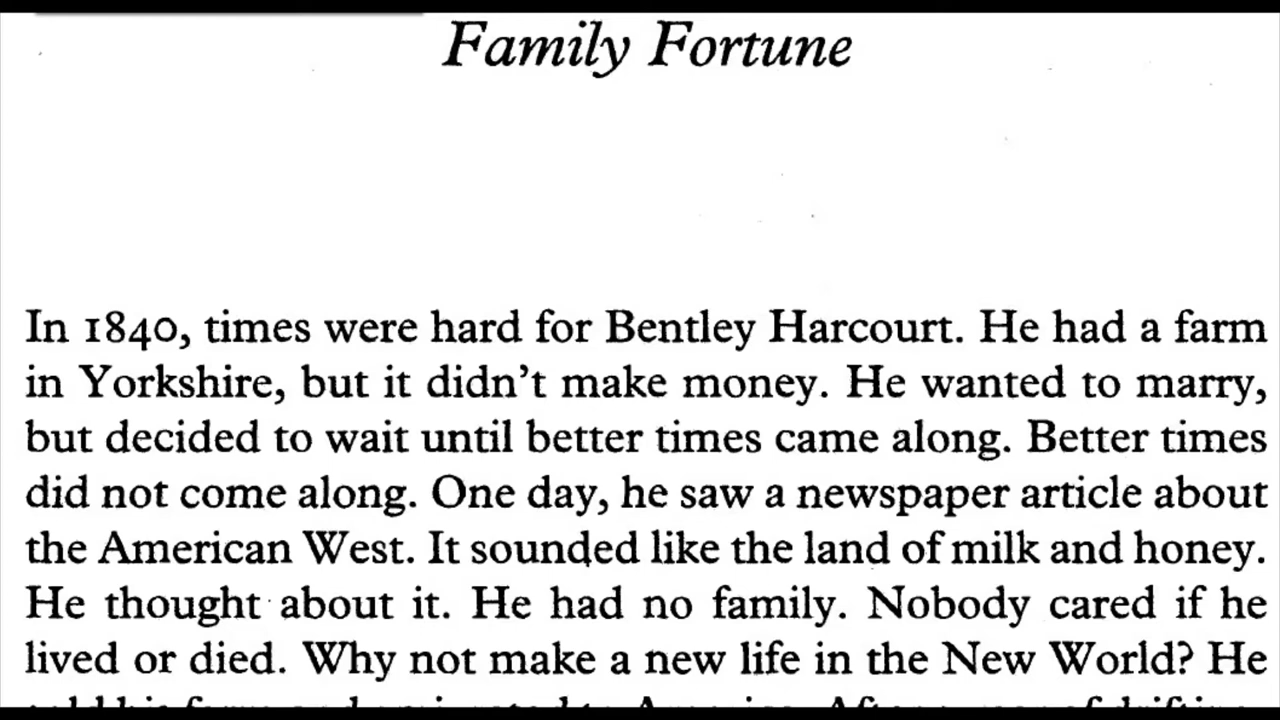 Family Fortune
In 1840, times were hard for Bentley Harcourt. He had a farm
in Yorkshire, but it didn't make money. He wanted to marry,
but decided to wait until better times came along. Better times
did not come along. One day, he saw a newspaper article about
the American West. It sounded like the land of milk and honey.
He thought about it. He had no family. Nobody cared if he
lived or died. Why not make a new life in the New World? He